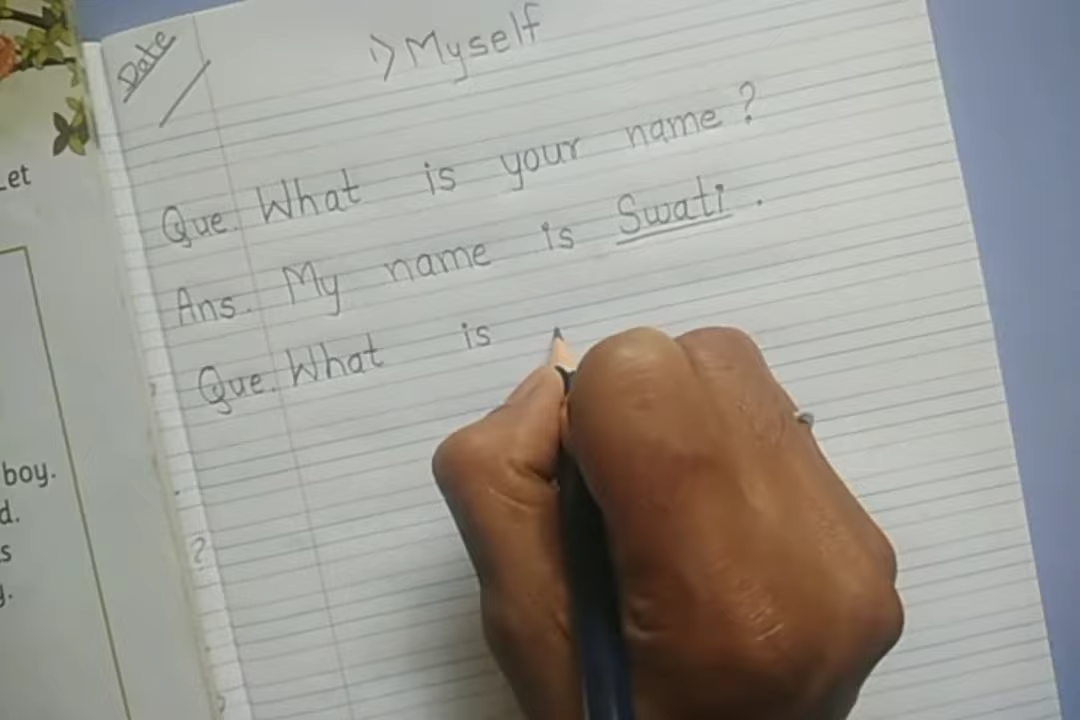 Date
1) Myself
Que. What is your name?
Ans. My name is Swati.
Que. What is
?
Let
boy.
d.
s